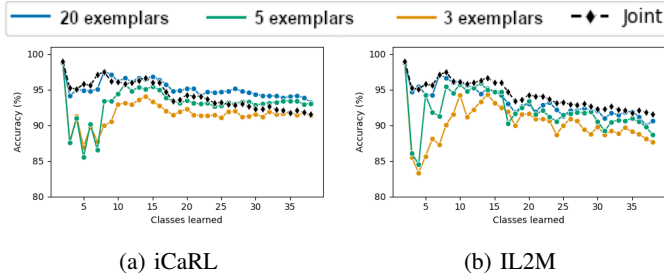 20 exemplars 5 exemplars 3 exemplars Joint
100
95
90
85
80
Accuracy (%)
5 10 15 20 25 30 35
Classes learned
(a) iCaRL
100
95
90
85
80
Accuracy (%)
5 10 15 20 25 30 35
Classes learned
(b) IL2M